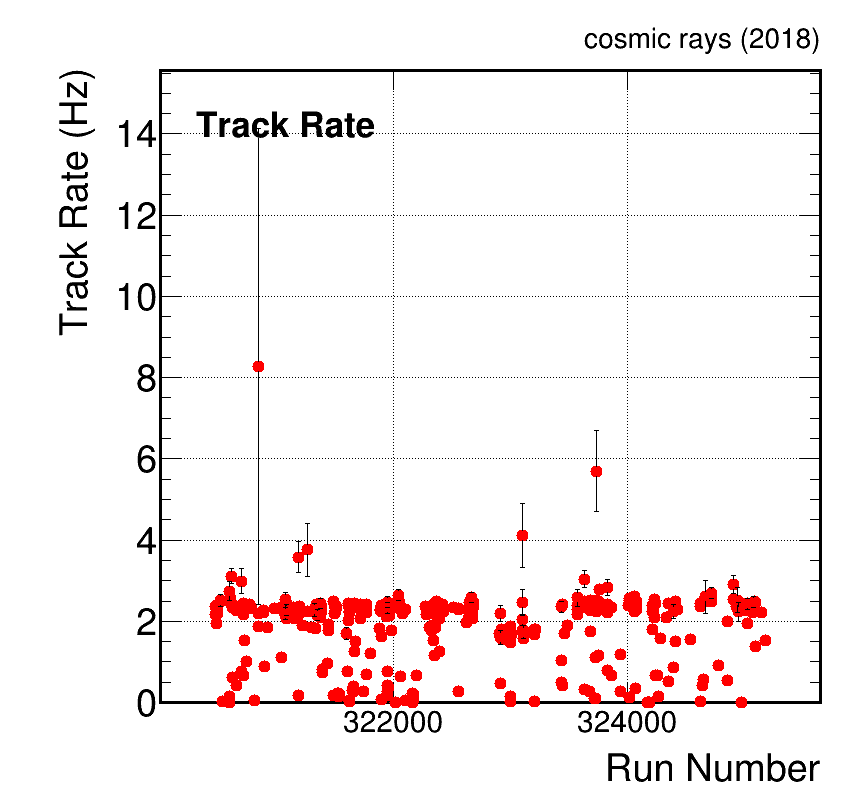 cosmic rays (2018)
Track Rate (Hz)
Track Rate
14
12
10
8
6
4
2
0
322000
324000
Run Number